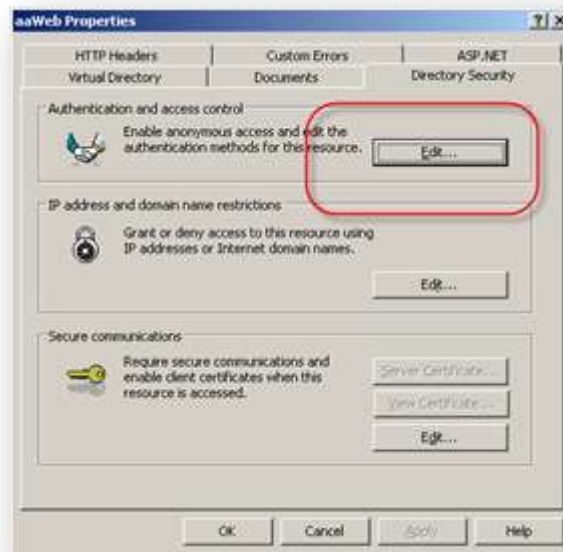 aaWeb Properties
HTTP Headers Custom Errors ASP.NET
Virtual Directory Documents Directory Security
Authentication and access control
Enable anonymous access and edit the
authentication methods for this resource.
Edit...
IP address and domain name restrictions
Grant or deny access to this resource using
IP addresses or Internet domain names.
Edit...
Secure communications
Require secure communications and
enable client certificates when this
resource is accessed.
Server Certificate...
View Certificate...
Edit...
OK Cancel Apply Help